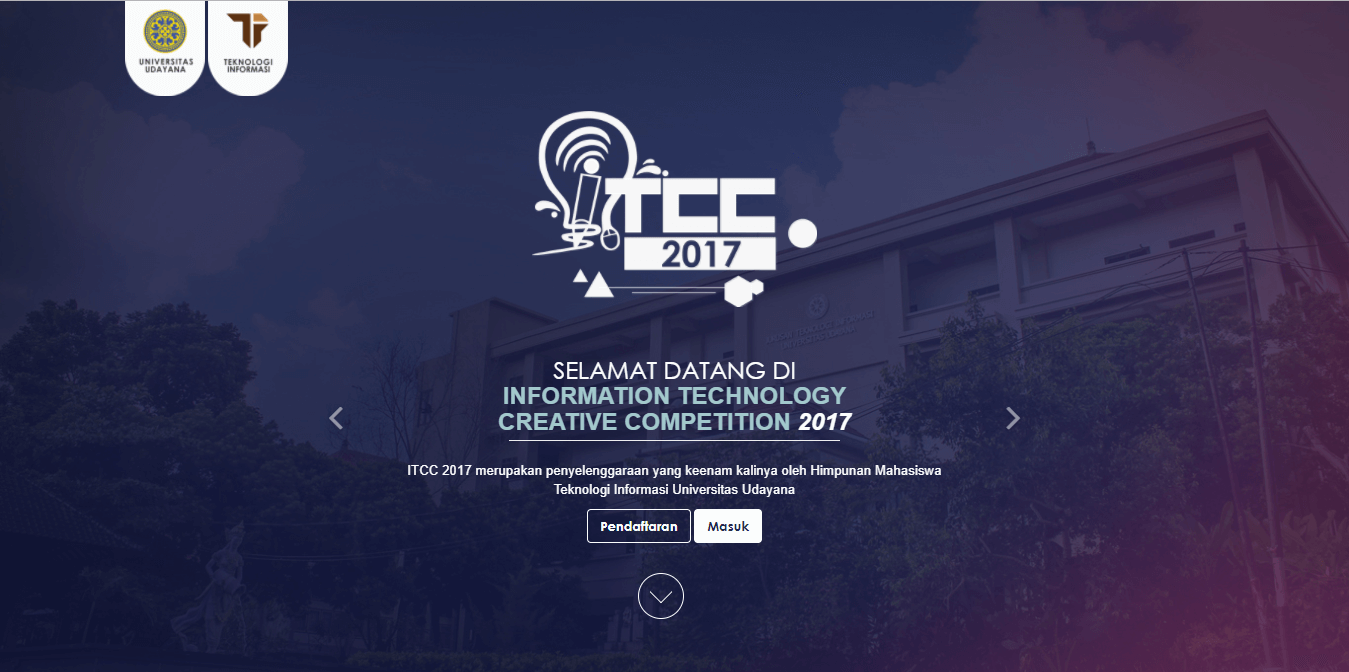 UNIVERSITAS
UDAYANA
TEKNOLOGI
INFORMASI
iTCC
2017
SELAMAT DATANG DI
INFORMATION TECHNOLOGY
CREATIVE COMPETITION 2017
ITCC 2017 merupakan penyelenggaraan yang keenam kalinya oleh Himpunan Mahasiswa
Teknologi Informasi Universitas Udayana
Pendaftaran
Masuk